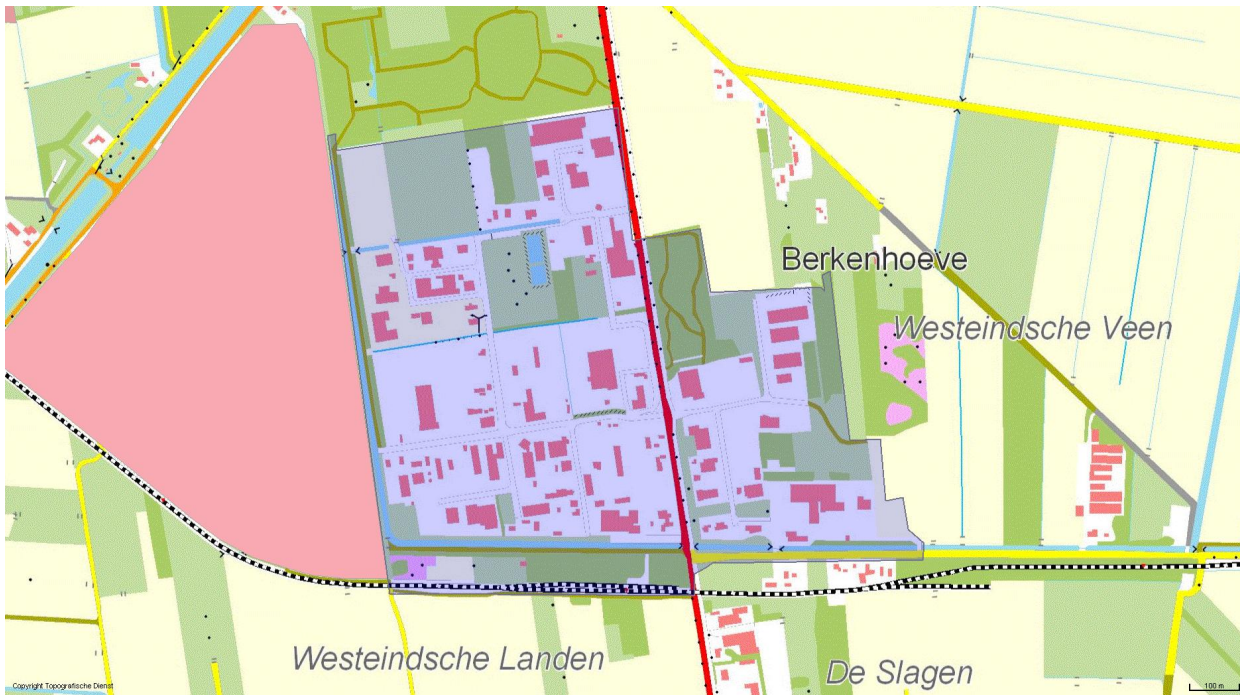 Berkenhoeve
Westeindsche Veen
Westeindsche Landen
De Slagen
Copyright Topografische Dienst
100 m